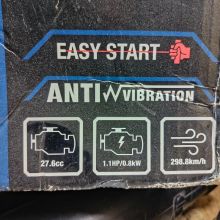 EASY START
ANTI VIBRATION
27.6cc
1.1HP/0.8kW
298.8km/h